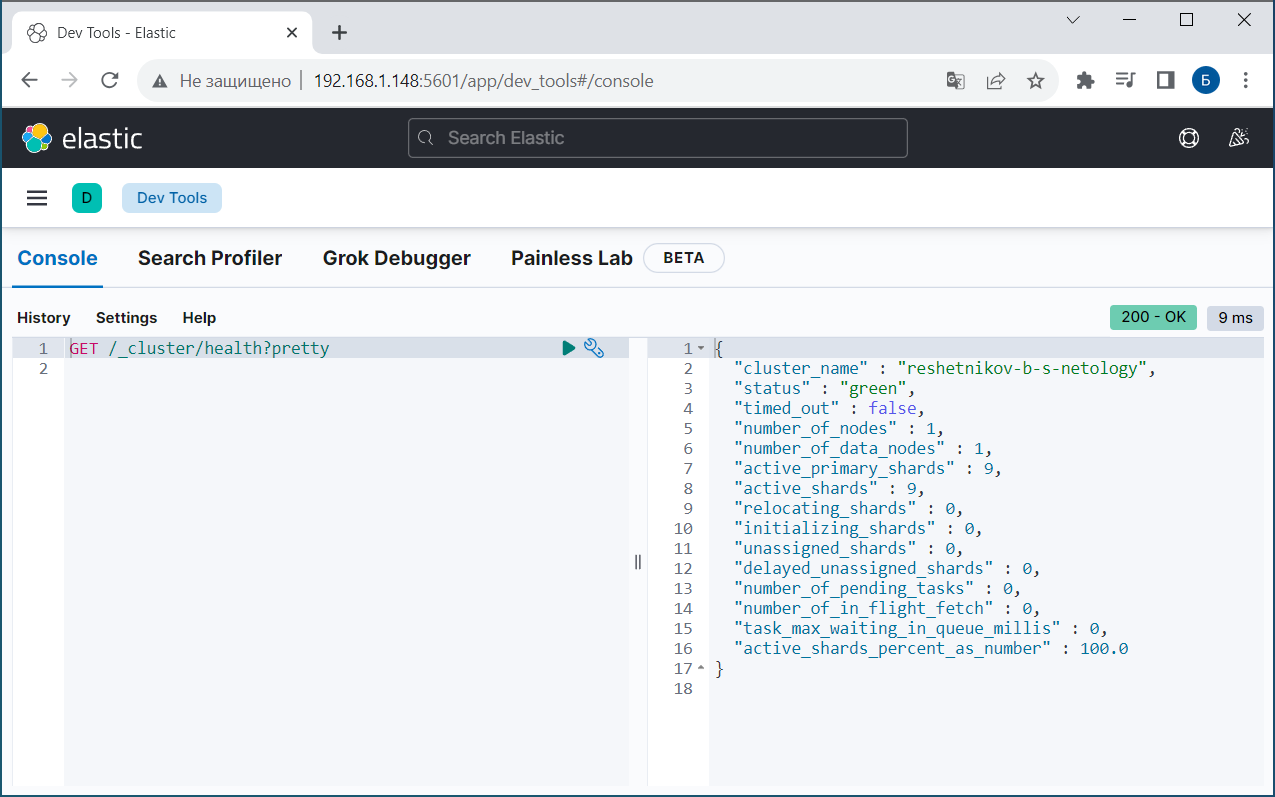 Dev Tools - Elastic
Не защищено 192.168.1.148:5601/app/dev_tools#/console Б
elastic Search Elastic
D Dev Tools
Console Search Profiler Grok Debugger Painless Lab BETA
History Settings Help 200 - OK 9 ms
1 GET /_cluster/health?pretty
2
1 {
2 "cluster_name" : "reshetnikov-b-s-netology",
3 "status" : "green",
4 "timed_out" : false,
5 "number_of_nodes" : 1,
6 "number_of_data_nodes" : 1,
7 "active_primary_shards" : 9,
8 "active_shards" : 9,
9 "relocating_shards" : 0,
10 "initializing_shards" : 0,
11 "unassigned_shards" : 0,
12 "delayed_unassigned_shards" : 0,
13 "number_of_pending_tasks" : 0,
14 "number_of_in_flight_fetch" : 0,
15 "task_max_waiting_in_queue_millis" : 0,
16 "active_shards_percent_as_number" : 100.0
17 }
18